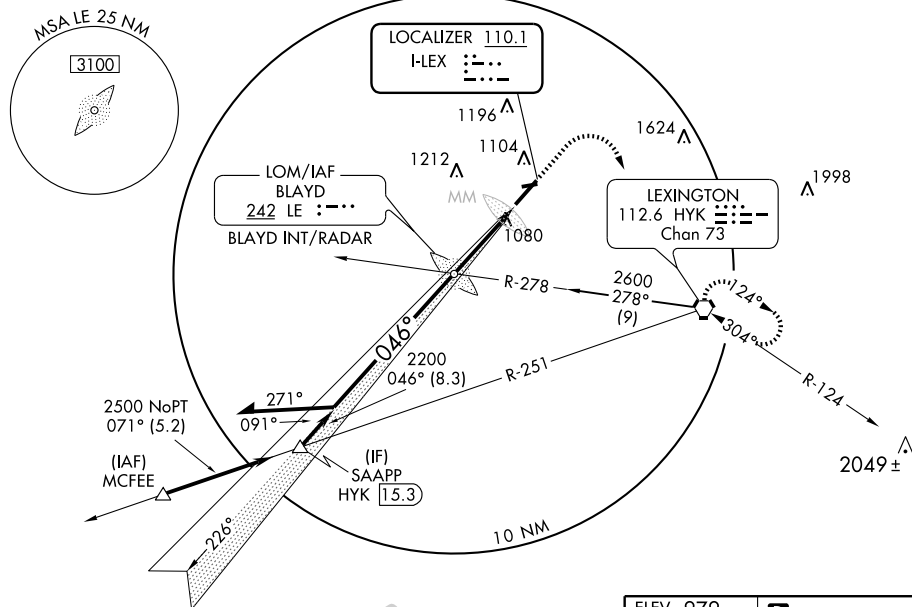 MSA LE 25 NM
3100
LOCALIZER 110.1
I-LEX
1196
1624
1104
1212
1998
LOM/IAF
BLAYD
242 LE
BLAYD INT/RADAR
MM
1080
LEXINGTON
112.6 HYK
Chan 73
R-278
2600
278°
(9)
124°
304°
046°
2200
046° (8.3)
R-251
R-124
271°
091°
2500 NoPT
071° (5.2)
(IAF)
MCFEE
(IF)
SAAPP
HYK 15.3
2049 ±
226°
10 NM
ELEV 979